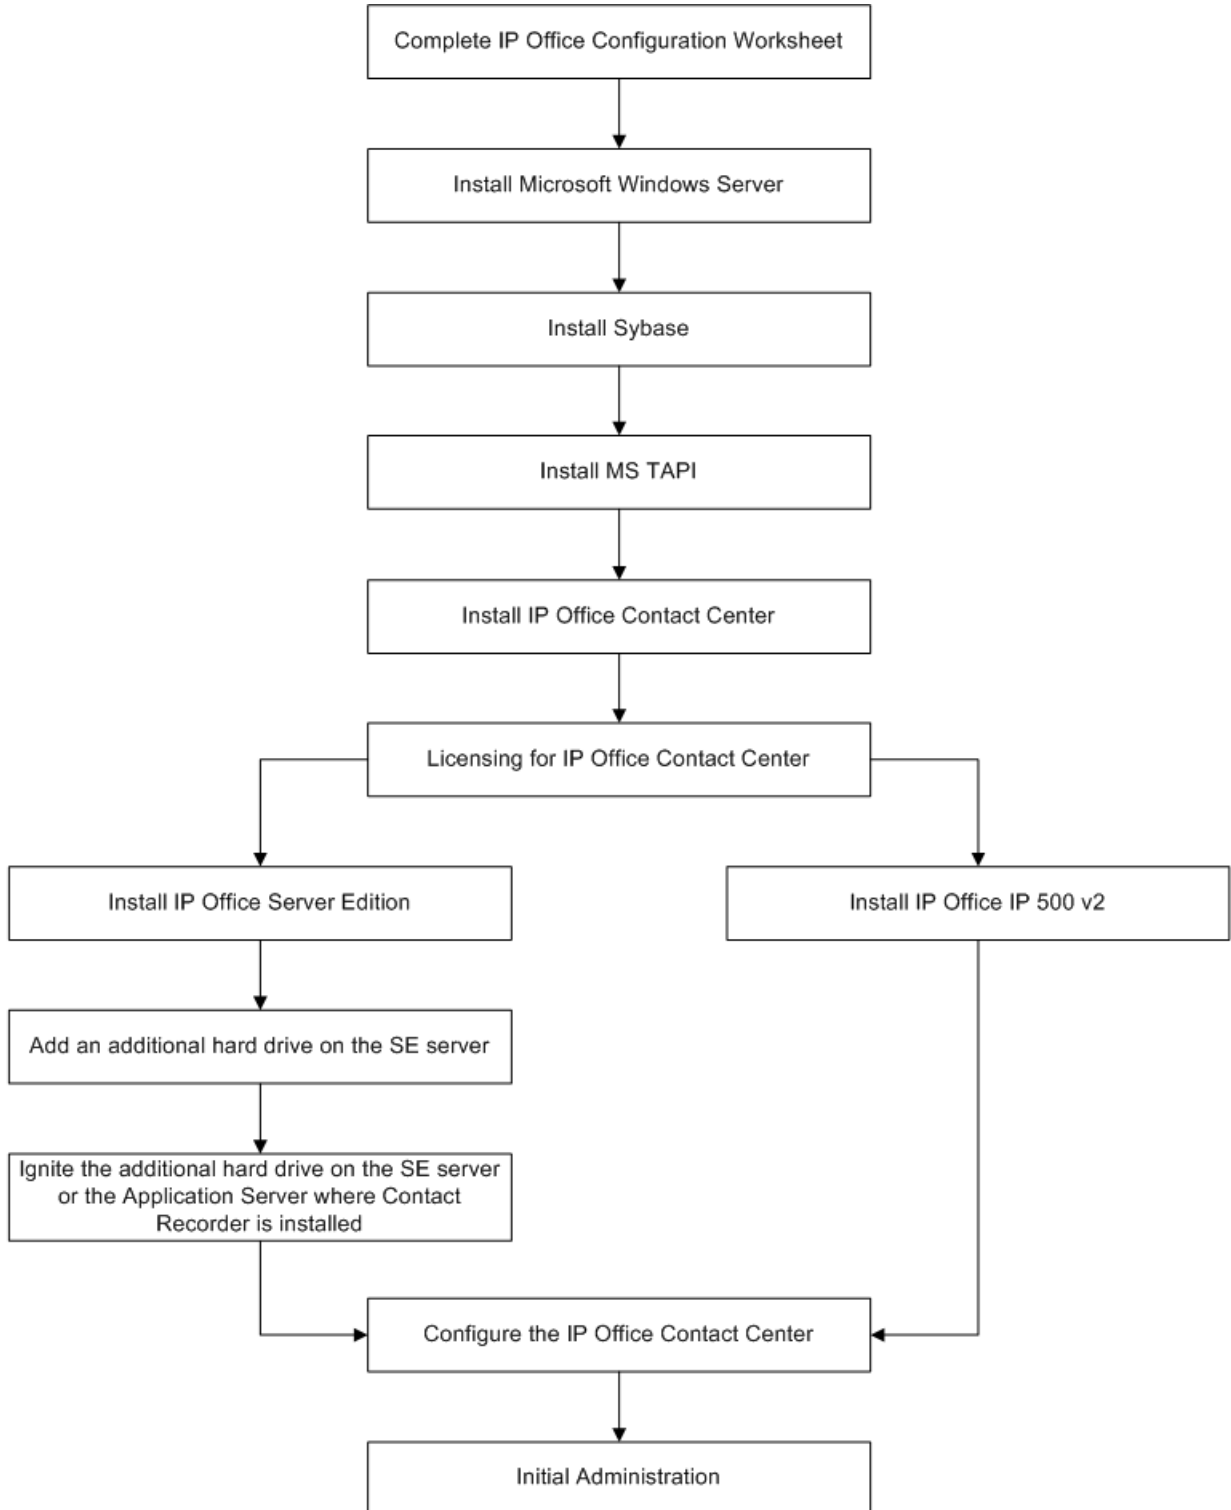 Complete IP Office Configuration Worksheet
Install Microsoft Windows Server
Install Sybase
Install MS TAPI
Install IP Office Contact Center
Licensing for IP Office Contact Center
Install IP Office Server Edition
Install IP Office IP 500 v2
Add an additional hard drive on the SE server
Ignite the additional hard drive on the SE server
or the Application Server where Contact
Recorder is installed
Configure the IP Office Contact Center
Initial Administration